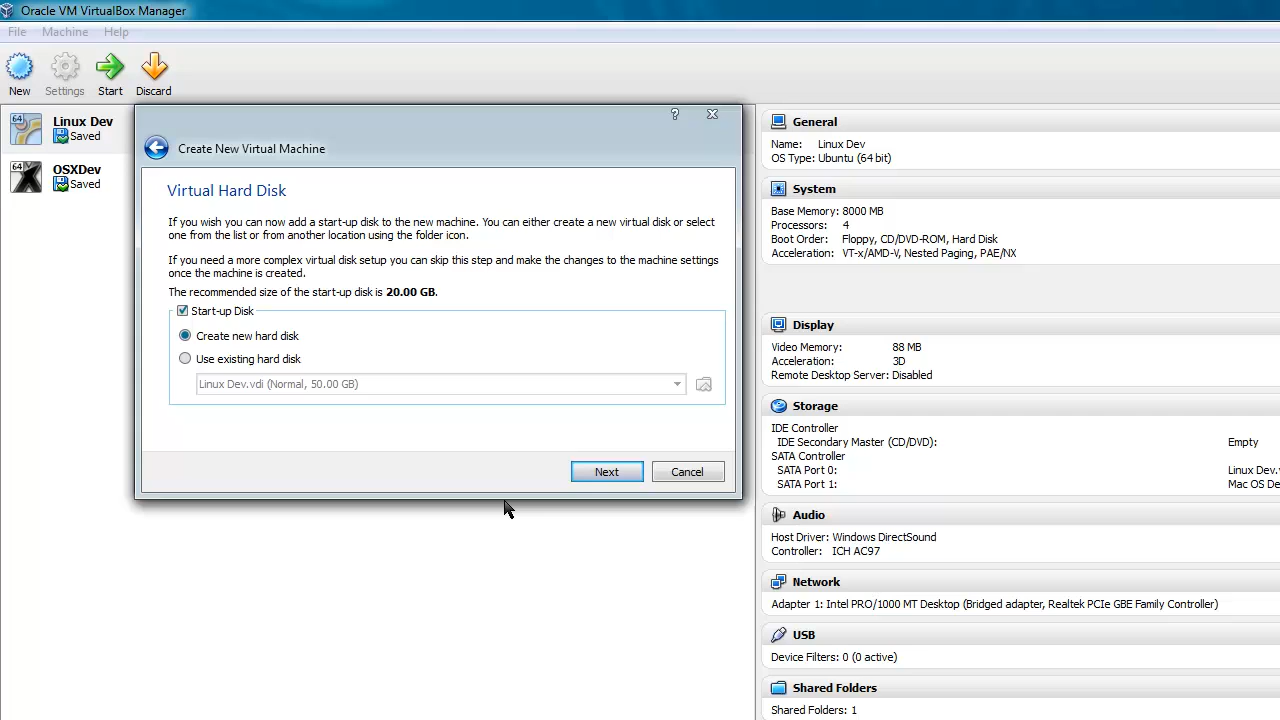 Oracle VM VirtualBox Manager
File Machine Help
New Settings Start Discard
64 Linux Dev
Saved
64 OSXDev
Saved
?
Create New Virtual Machine
Virtual Hard Disk
If you wish you can now add a start-up disk to the new machine. You can either create a new virtual disk or select
one from the list or from another location using the folder icon.
If you need a more complex virtual disk setup you can skip this step and make the changes to the machine settings
once the machine is created.
The recommended size of the start-up disk is 20.00 GB.
Start-up Disk
Create new hard disk
Use existing hard disk
Linux Dev.vdi (Normal, 50.00 GB)
Next Cancel
General
Name: Linux Dev
OS Type: Ubuntu (64 bit)
System
Base Memory: 8000 MB
Processors: 4
Boot Order: Floppy, CD/DVD-ROM, Hard Disk
Acceleration: VT-x/AMD-V, Nested Paging, PAE/NX
Display
Video Memory: 88 MB
Acceleration: 3D
Remote Desktop Server: Disabled
Storage
IDE Controller
IDE Secondary Master (CD/DVD): Empty
SATA Controller
SATA Port 0: Linux Dev.
SATA Port 1: Mac OS De
Audio
Host Driver: Windows DirectSound
Controller: ICH AC97
Network
Adapter 1: Intel PRO/1000 MT Desktop (Bridged adapter, Realtek PCIe GBE Family Controller)
USB
Device Filters: 0 (0 active)
Shared Folders
Shared Folders: 1